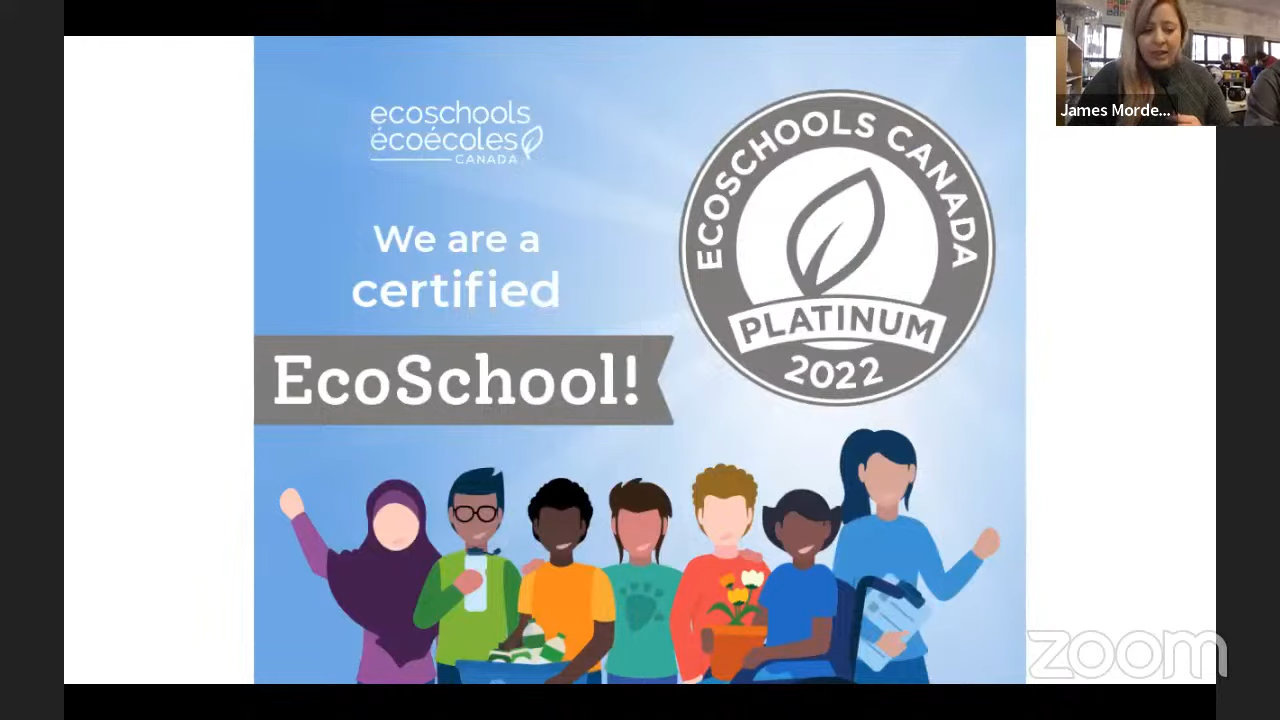 ecoschools
écoécoles
CANADA
We are a
certified
EcoSchool!
ECOSCHOOLS CANADA
PLATINUM
2022
James Morde...
zoom